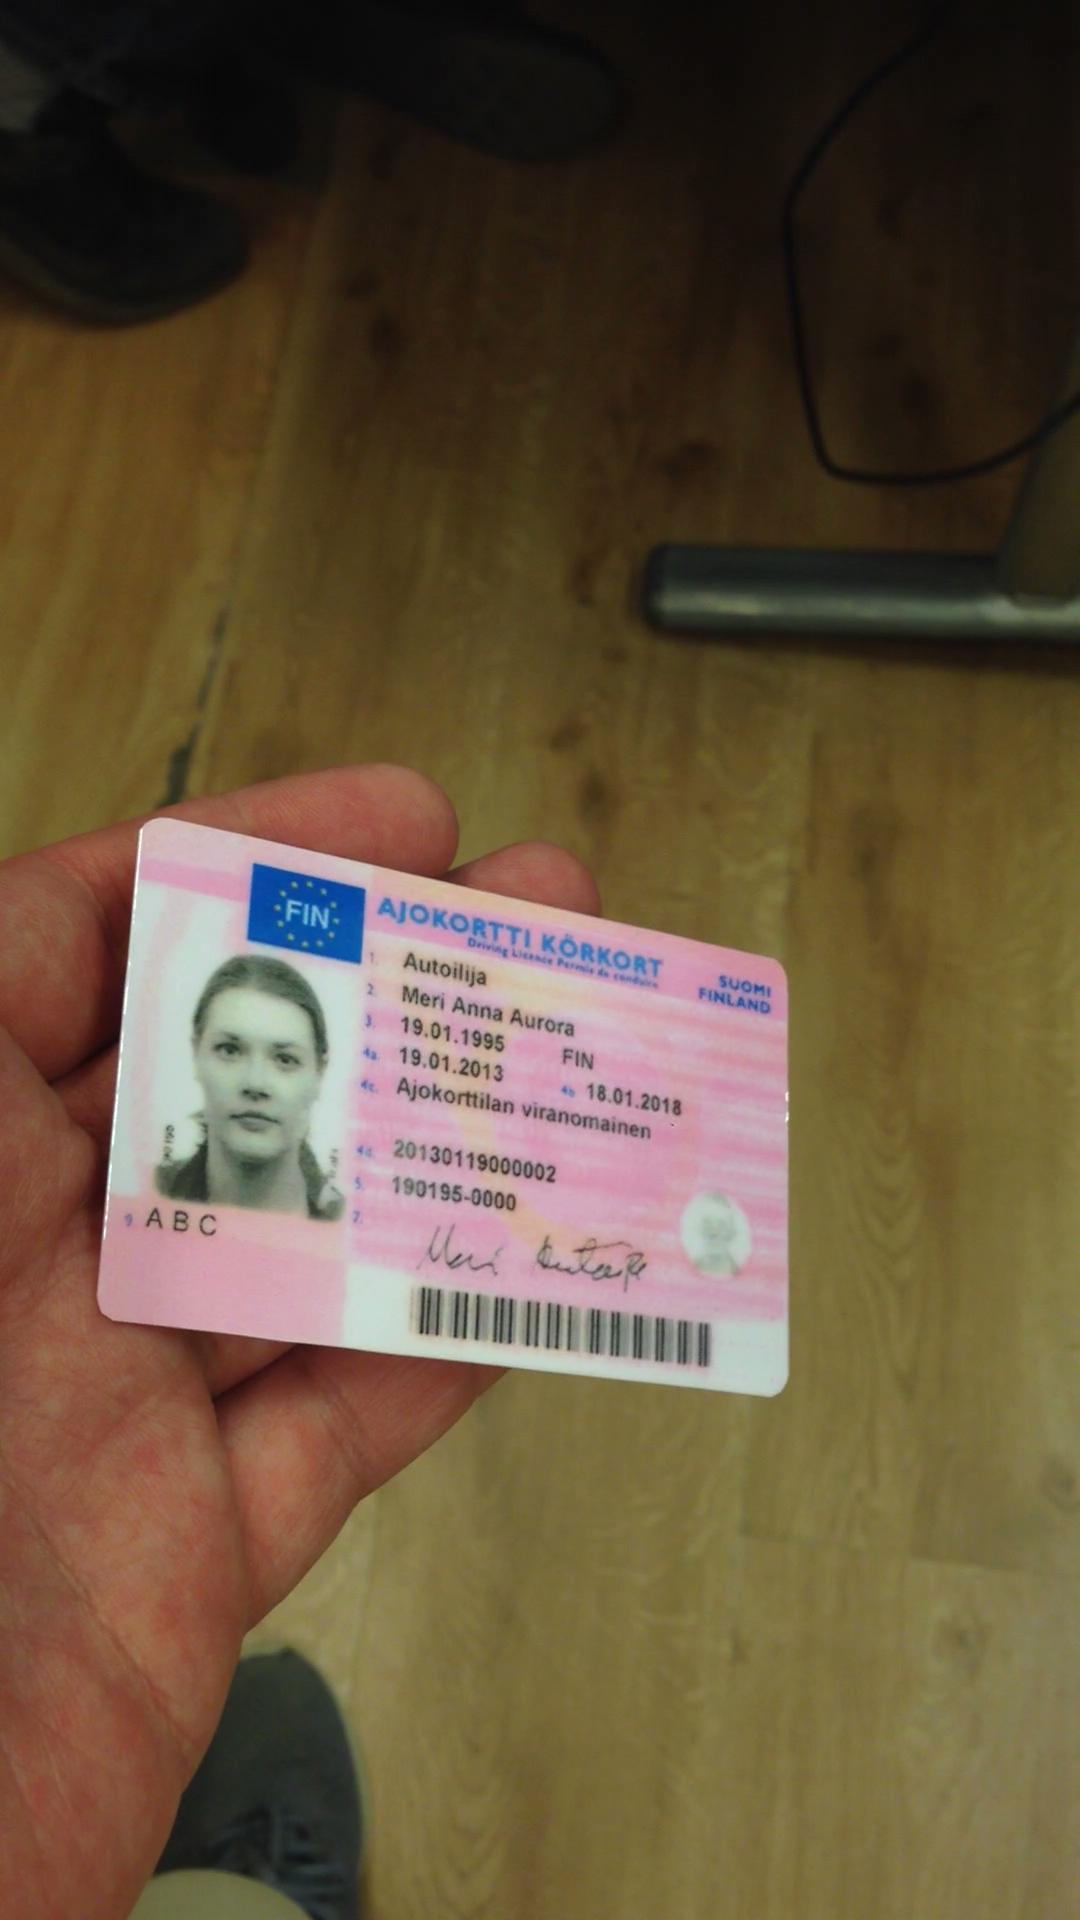 FIN
AJOKORTTI KÖRKORT
Driving Licence Permis de conduire
SUOMI
FINLAND
1. Autoilija
2. Meri Anna Aurora
3. 19.01.1995 FIN
4a. 19.01.2013 4b 18.01.2018
4c. Ajokorttilan viranomainen
4d. 20130119000002
5. 190195-0000
7. Meri Autoilija
9 A B C